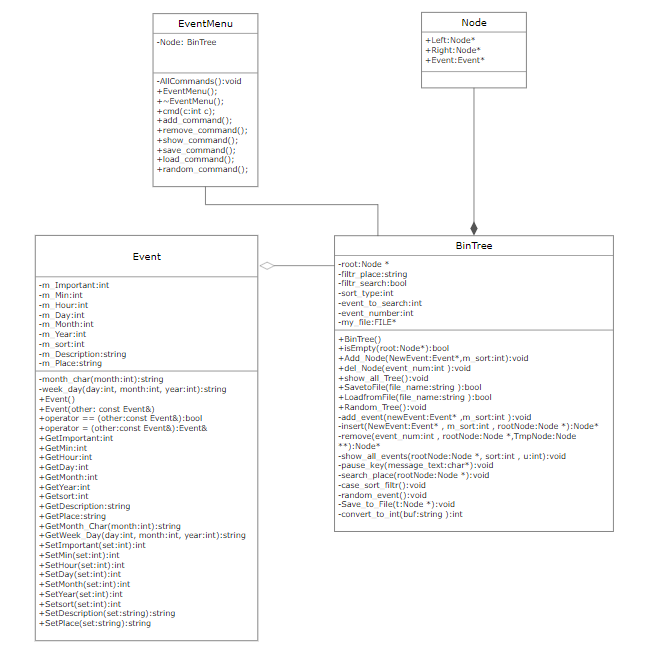 EventMenu
-Node: BinTree
-AllCommands():void
+EventMenu();
+~EventMenu();
+cmd(c:int c);
+add_command();
+remove_command();
+show_command();
+save_command();
+load_command();
+random_command();
Node
+Left:Node*
+Right:Node*
+Event:Event*
Event
-m_Important:int
-m_Min:int
-m_Hour:int
-m_Day:int
-m_Month:int
-m_Year:int
-m_sort:int
-m_Description:string
-m_Place:string
-month_char(month:int):string
-week_day(day:int, month:int, year:int):string
+Event()
+Event(other: const Event&)
+operator == (other:const Event&):bool
+operator = (other:const Event&):Event&
+GetImportant:int
+GetMin:int
+GetHour:int
+GetDay:int
+GetMonth:int
+GetYear:int
+Getsort:int
+GetDescription:string
+GetPlace:string
+GetMonth_Char(month:int):string
+GetWeek_Day(day:int, month:int, year:int):string
+SetImportant(set:int):int
+SetMin(set:int):int
+SetHour(set:int):int
+SetDay(set:int):int
+SetMonth(set:int):int
+SetYear(set:int):int
+Setsort(set:int):int
+SetDescription(set:string):string
+SetPlace(set:string):string
BinTree
-root:Node *
-filtr_place:string
-filtr_search:bool
-sort_type:int
-event_to_search:int
-event_number:int
-my_file:FILE*
+BinTree()
+isEmpty(root:Node*):bool
+Add_Node(NewEvent:Event*,m_sort:int):void
+del_Node(event_num:int ):void
+show_all_Tree():void
+SavetoFile(file_name:string ):bool
+LoadfromFile(file_name:string ):bool
+Random_Tree():void
-add_event(newEvent:Event* ,m_sort:int ):void
-insert(NewEvent:Event* , m_sort:int , rootNode:Node *):Node*
-remove(event_num:int , rootNode:Node *,TmpNode:Node
**):Node*
-show_all_events(rootNode:Node *, sort:int , u:int):void
-pause_key(message_text:char*):void
-search_place(rootNode:Node *):void
-case_sort_filtr():void
-random_event():void
-Save_to_File(t:Node *):void
-convert_to_int(buf:string ):int